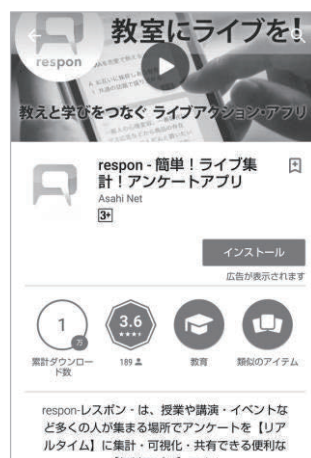 教室にライブを!
respon
教えと学びをつなぐ ライブアクション・アプリ
respon - 簡単!ライブ集
計!アンケートアプリ
Asahi Net
3+
インストール
広告が表示されます
1
万
3.6
累計ダウンロー
ド数
189
教育
類似のアイテム
respon-レスポン - は、授業や講演・イベントな
ど多くの人が集まる場所でアンケートを【リア
ルタイム】に集計・可視化・共有できる便利な